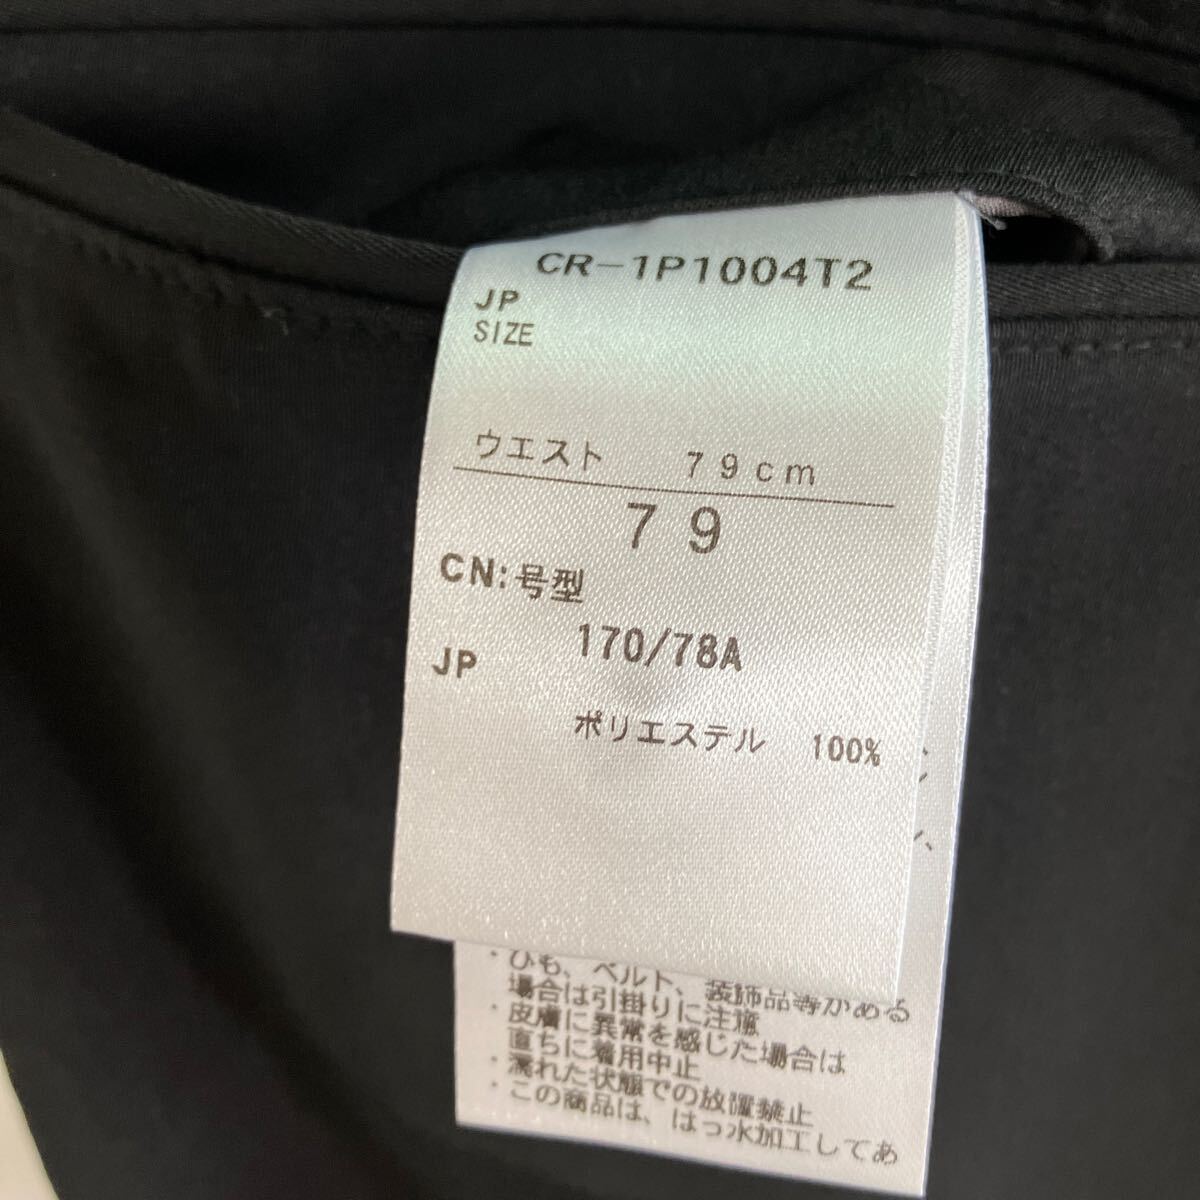 CR-1P1004T2
JP
SIZE
ウエスト 79cm
79
CN:号型
170/78A
JP
ポリエステル 100%
・ひも、ベルト、装飾品等がある
場合は引掛りに注意
・皮膚に異常を感じた場合は
直ちに着用中止
・濡れた状態での放置禁止
・この商品は、はっ水加工してあ